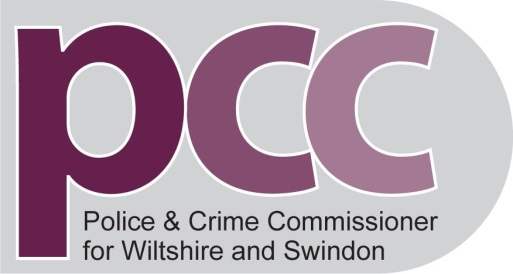 pcc
Police & Crime Commissioner
for Wiltshire and Swindon